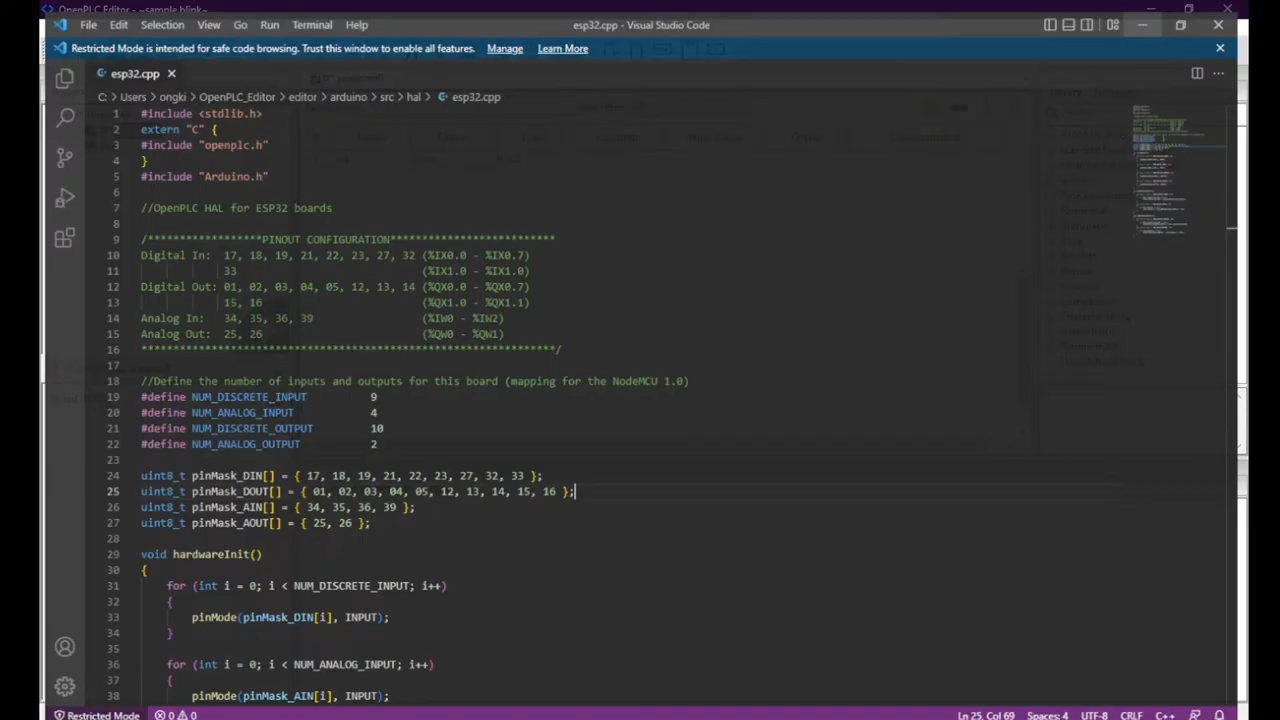 OpenPLC Editor - ~sample blink~
File Edit Selection View Go Run Terminal Help esp32.cpp - Visual Studio Code
Restricted Mode is intended for safe code browsing. Trust this window to enable all features. Manage Learn More
esp32.cpp
C: > Users > ongki > OpenPLC_Editor > editor > arduino > src > hal > esp32.cpp
1 #include <stdlib.h>
2 extern "C" {
3 #include "openplc.h"
4 }
5 #include "Arduino.h"
6
7 //OpenPLC HAL for ESP32 boards
8
9 /******************PINOUT CONFIGURATION**************************
10 Digital In: 17, 18, 19, 21, 22, 23, 27, 32 (%IX0.0 - %IX0.7)
11 33 (%IX1.0 - %IX1.0)
12 Digital Out: 01, 02, 03, 04, 05, 12, 13, 14 (%QX0.0 - %QX0.7)
13 15, 16 (%QX1.0 - %QX1.1)
14 Analog In: 34, 35, 36, 39 (%IW0 - %IW2)
15 Analog Out: 25, 26 (%QW0 - %QW1)
16 *****************************************************************/
17
18 //Define the number of inputs and outputs for this board (mapping for the NodeMCU 1.0)
19 #define NUM_DISCRETE_INPUT 9
20 #define NUM_ANALOG_INPUT 4
21 #define NUM_DISCRETE_OUTPUT 10
22 #define NUM_ANALOG_OUTPUT 2
23
24 uint8_t pinMask_DIN[] = { 17, 18, 19, 21, 22, 23, 27, 32, 33 };
25 uint8_t pinMask_DOUT[] = { 01, 02, 03, 04, 05, 12, 13, 14, 15, 16 };
26 uint8_t pinMask_AIN[] = { 34, 35, 36, 39 };
27 uint8_t pinMask_AOUT[] = { 25, 26 };
28
29 void hardwareInit()
30 {
31 for (int i = 0; i < NUM_DISCRETE_INPUT; i++)
32 {
33 pinMode(pinMask_DIN[i], INPUT);
34 }
35
36 for (int i = 0; i < NUM_ANALOG_INPUT; i++)
37 {
38 pinMode(pinMask_AIN[i], INPUT);
Restricted Mode 0 0 Ln 25, Col 69 Spaces: 4 UTF-8 CRLF C++